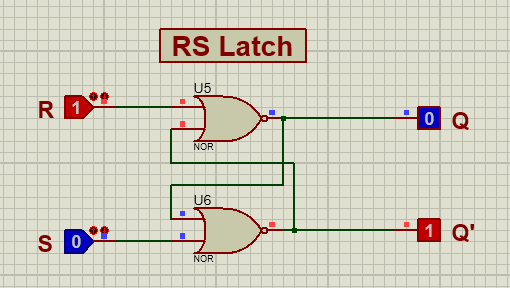 RS Latch
U5
R 1
0 Q
NOR
U6
S 0
1 Q'
NOR